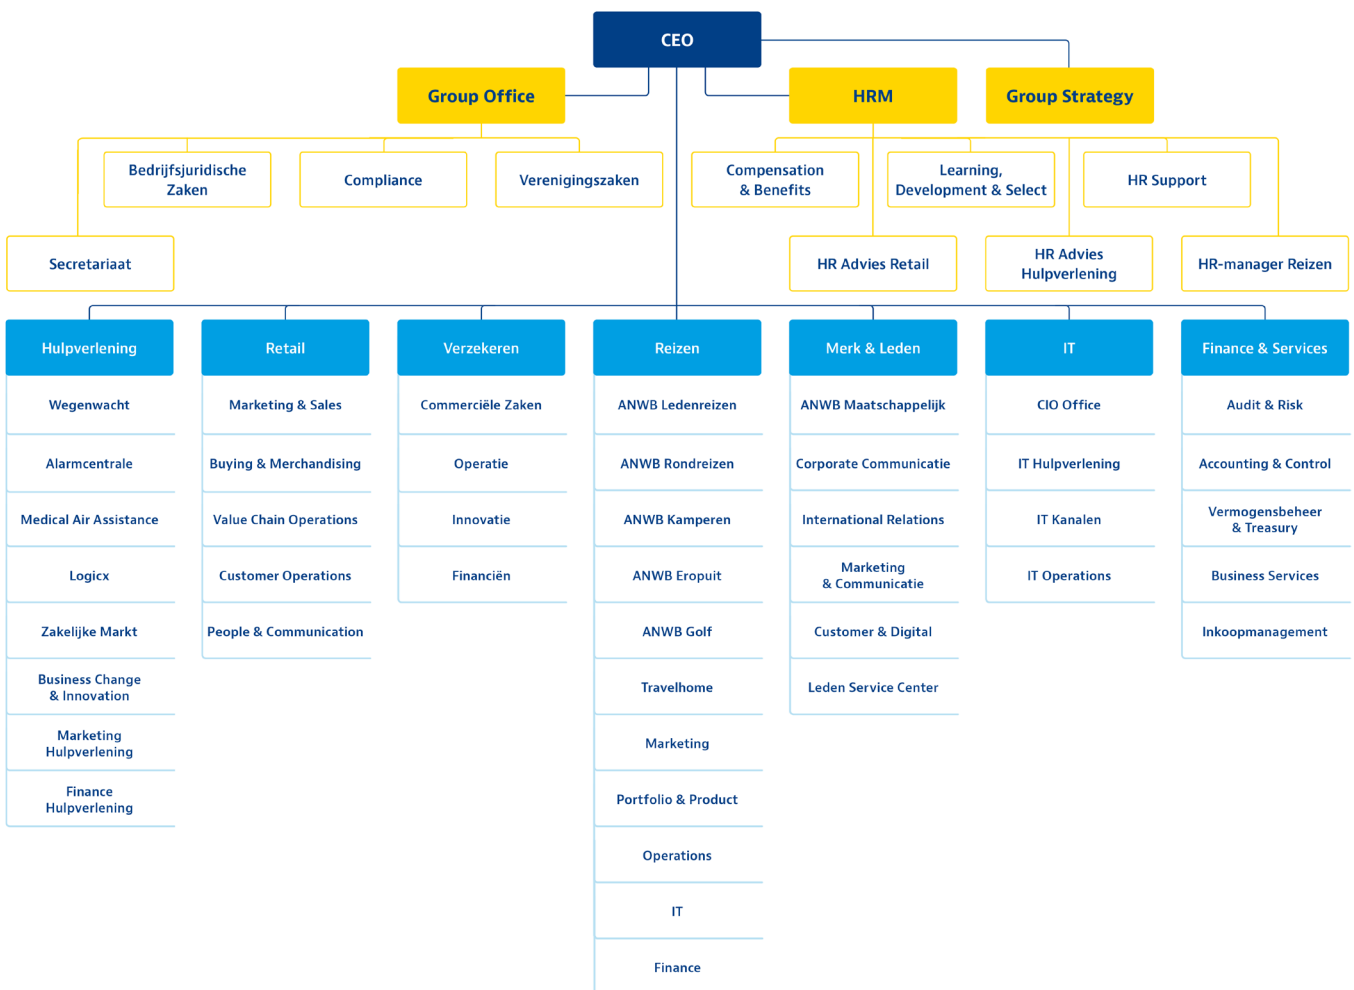 CEO
Group Office
HRM
Group Strategy
Bedrijfsjuridische
Zaken
Compliance
Verenigingszaken
Compensation
& Benefits
Learning,
Development & Select
HR Support
Secretariaat
HR Advies Retail
HR Advies
Hulpverlening
HR-manager Reizen
Hulpverlening
Retail
Verzekeren
Reizen
Merk & Leden
IT
Finance & Services
Wegenwacht
Alarmcentrale
Medical Air Assistance
Logicx
Zakelijke Markt
Business Change
& Innovation
Marketing
Hulpverlening
Finance
Hulpverlening
Marketing & Sales
Buying & Merchandising
Value Chain Operations
Customer Operations
People & Communication
Commerciële Zaken
Operatie
Innovatie
Financiën
ANWB Ledenreizen
ANWB Rondreizen
ANWB Kamperen
ANWB Eropuit
ANWB Golf
Travelhome
Marketing
Portfolio & Product
Operations
IT
Finance
ANWB Maatschappelijk
Corporate Communicatie
International Relations
Marketing
& Communicatie
Customer & Digital
Leden Service Center
CIO Office
IT Hulpverlening
IT Kanalen
IT Operations
Audit & Risk
Accounting & Control
Vermogensbeheer
& Treasury
Business Services
Inkoopmanagement